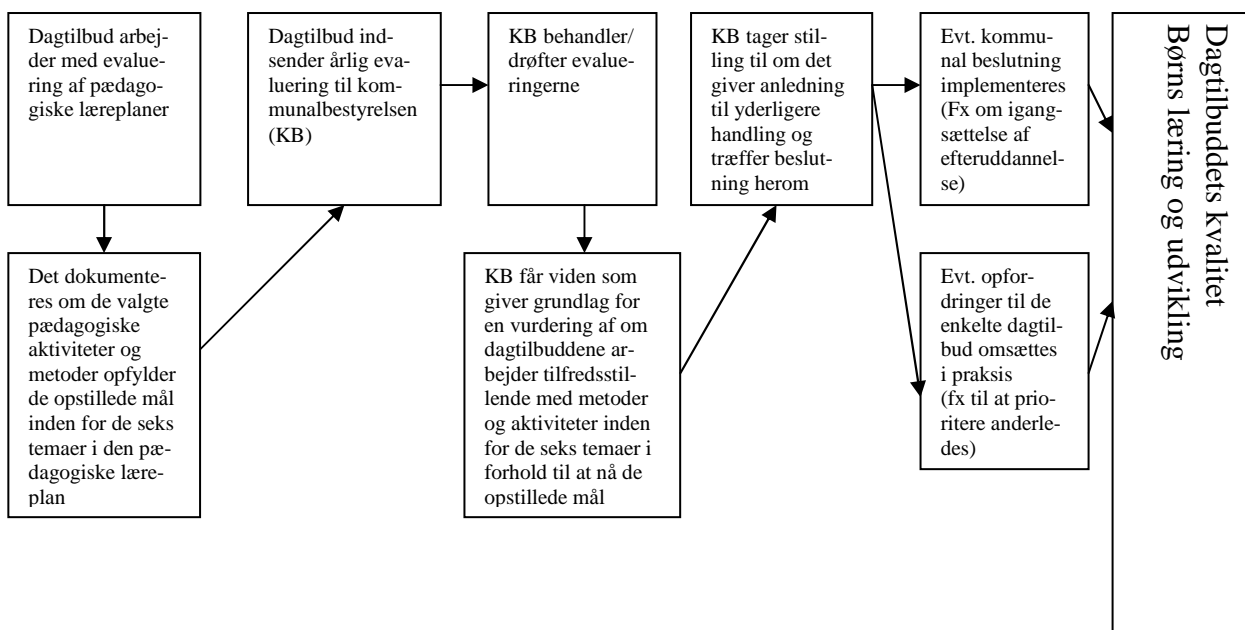 Dagtilbud arbej-
der med evalue-
ring af pædago-
giske læreplaner
Det dokumente-
res om de valgte
pædagogiske
aktiviteter og
metoder opfylder
de opstillede mål
inden for de seks
temaer i den pæ-
dagogiske lære-
plan
Dagtilbud ind-
sender årlig eva-
luering til kom-
munalbestyrelsen
(KB)
KB behandler/
drøfter evalue-
ringerne
KB får viden som
giver grundlag for
en vurdering af om
dagtilbuddene ar-
bejder tilfredsstil-
lende med metoder
og aktiviteter inden
for de seks temaer i
forhold til at nå de
opstillede mål
KB tager stil-
ling til om det
giver anledning
til yderligere
handling og
træffer beslut-
ning herom
Evt. kommu-
nal beslutning
implementeres
(Fx om igang-
sættelse af
efteruddannel-
se)
Evt. opfor-
dringer til de
enkelte dagtil-
bud omsættes
i praksis
(fx til at prio-
ritere anderle-
des)
Dagtilbuddets kvalitet
Børns læring og udvikling